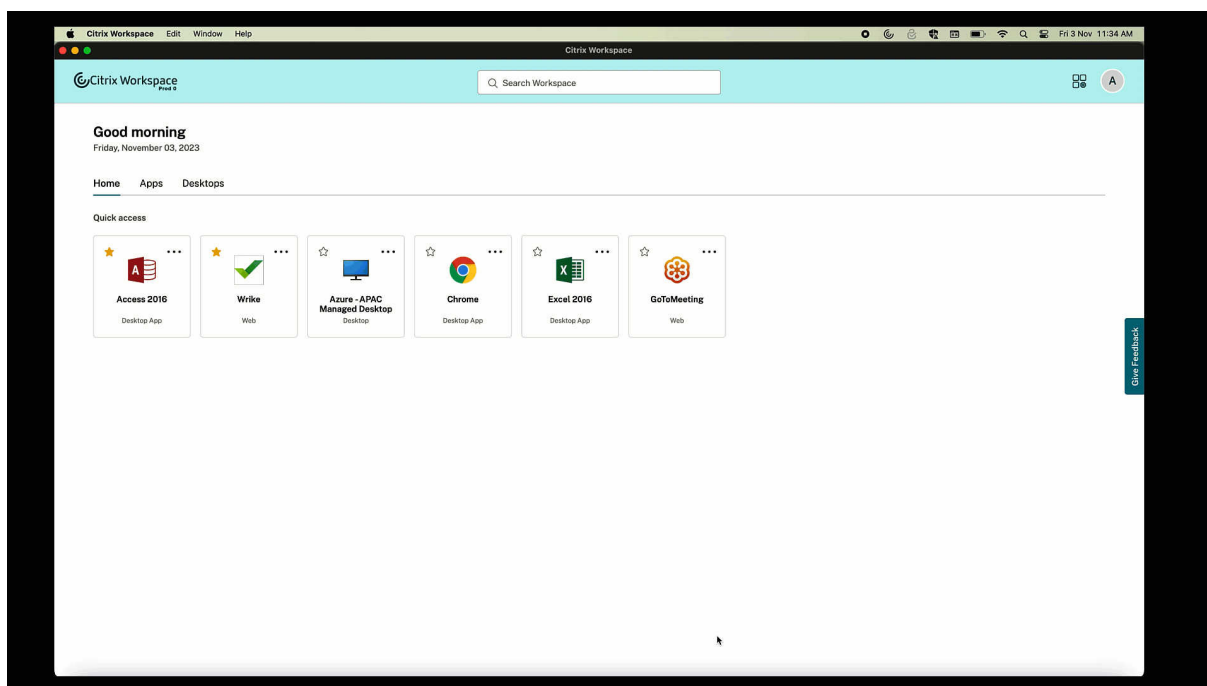 Citrix Workspace Edit Window Help
Fri 3 Nov 11:34 AM
Citrix Workspace
Citrix Workspace
Prod 0
Search Workspace
A
Good morning
Friday, November 03, 2023
Home Apps Desktops
Quick access
A
Access 2016
Desktop App
Wrike
Web
Azure - APAC
Managed Desktop
Desktop
Chrome
Desktop App
X
Excel 2016
Desktop App
GoToMeeting
Web
Give Feedback